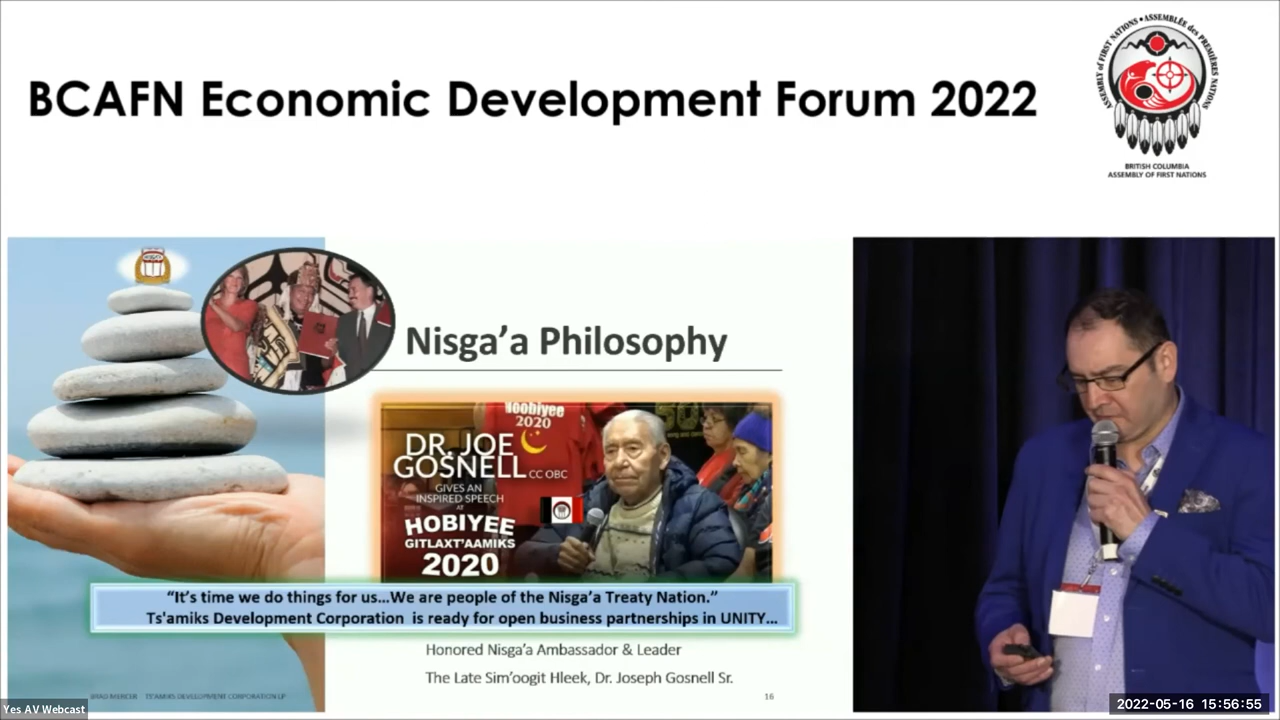 BCAFN Economic Development Forum 2022
ASSEMBLY of FIRST NATIONS • ASSEMBLÉE des PREMIÈRES NATIONS
BRITISH COLUMBIA
ASSEMBLY OF FIRST NATIONS
Nisga'a Philosophy
Hoobiyee
2020
DR. JOE
GOSNELL CC OBC
GIVES AN
INSPIRED SPEECH
AT
HOBIYEE
GITLAXT'AAMIKS
2020
“It's time we do things for us...We are people of the Nisga'a Treaty Nation.”
Ts'amiks Development Corporation is ready for open business partnerships in UNITY...
Honored Nisga'a Ambassador & Leader
The Late Sim'oogit Hleek, Dr. Joseph Gosnell Sr.
BRAD MERCER TS'AMIKS DEVELOPMENT CORPORATION LP
16
Yes AV Webcast
2022-05-16 15:56:55